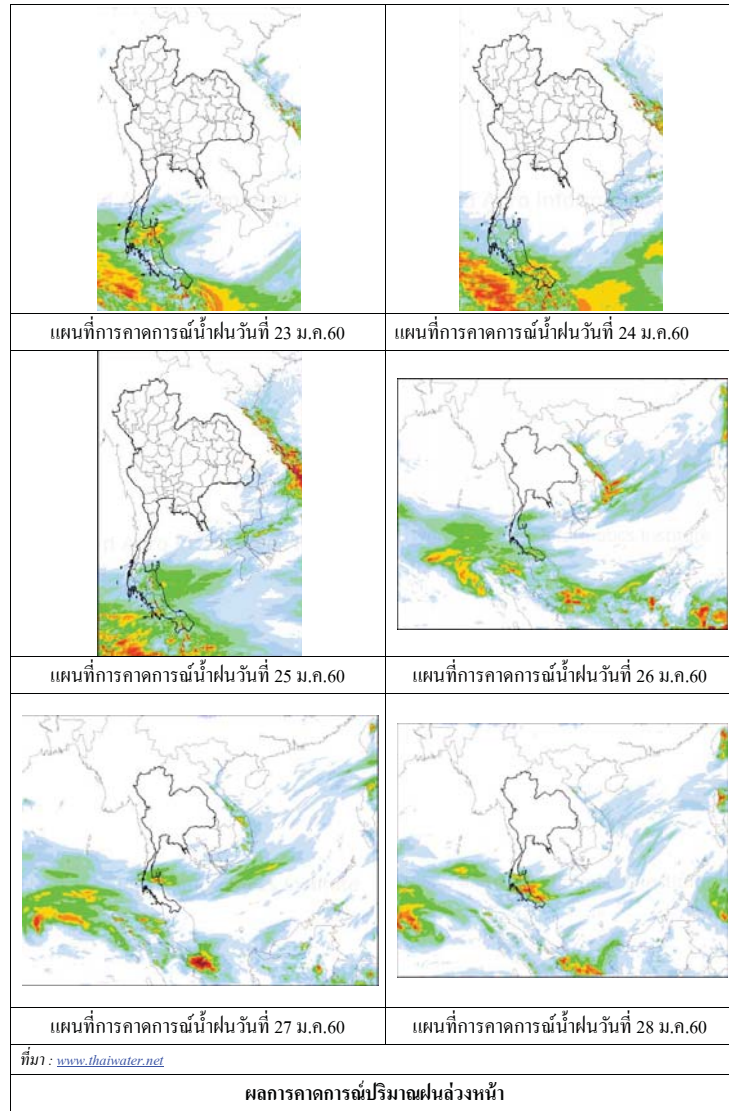 แผนที่การคาดการณ์น้ำฝนวันที่ 23 ม.ค.60
แผนที่การคาดการณ์น้ำฝนวันที่ 24 ม.ค.60
แผนที่การคาดการณ์น้ำฝนวันที่ 25 ม.ค.60
แผนที่การคาดการณ์น้ำฝนวันที่ 26 ม.ค.60
แผนที่การคาดการณ์น้ำฝนวันที่ 27 ม.ค.60
แผนที่การคาดการณ์น้ำฝนวันที่ 28 ม.ค.60
ที่มา : www.thaiwater.net
ผลการคาดการณ์ปริมาณฝนล่วงหน้า